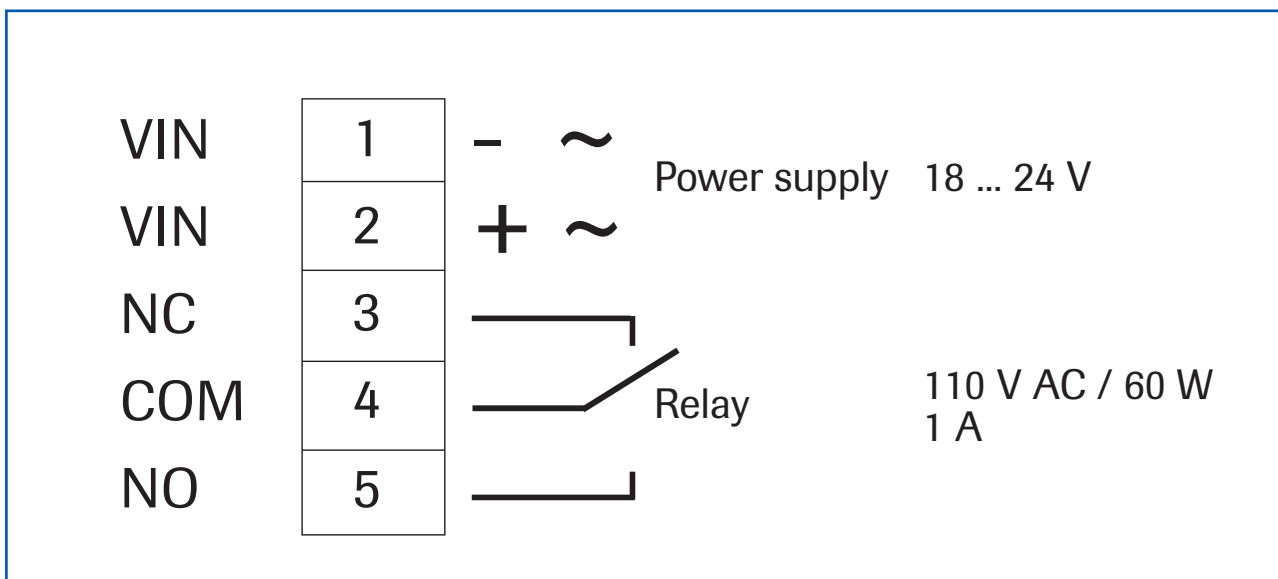 VIN 1 - ~
Power supply 18 ... 24 V
VIN 2 + ~
NC 3
COM 4 Relay 110 V AC / 60 W
1 A
NO 5